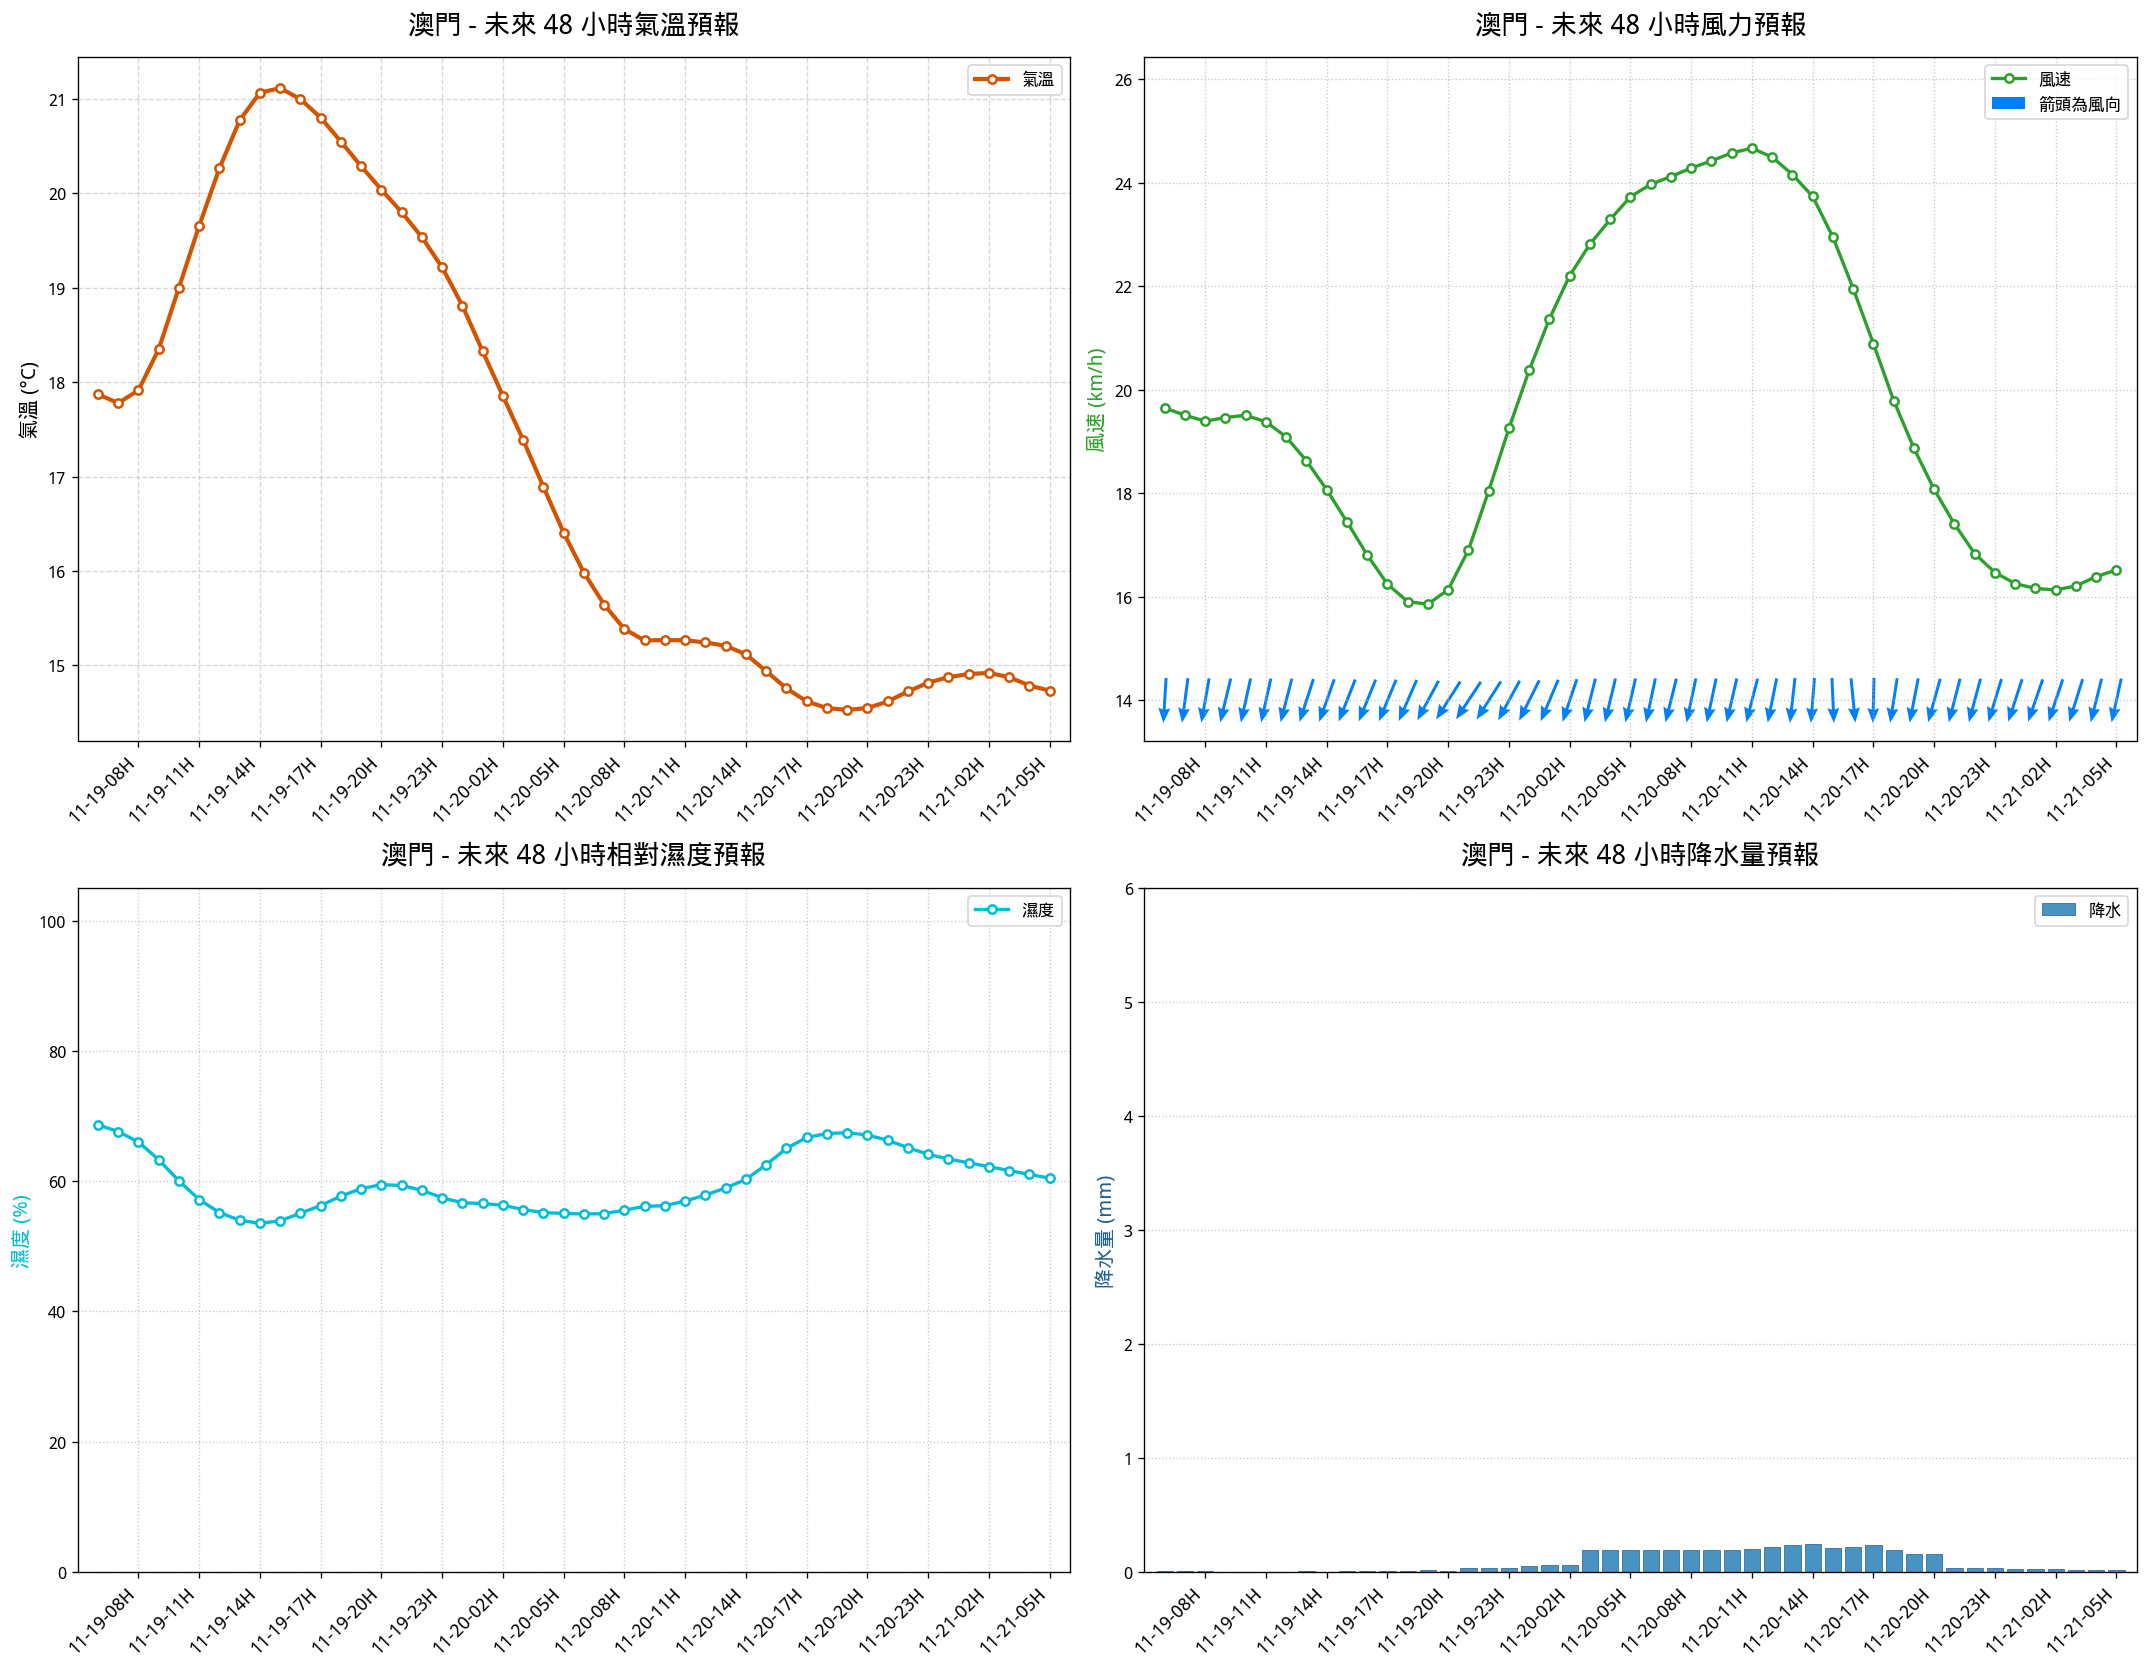 澳門 - 未來 48 小時氣溫預報
氣溫
氣溫 (°C)
21
20
19
18
17
16
15
11-19-08H
11-19-11H
11-19-14H
11-19-17H
11-19-20H
11-19-23H
11-20-02H
11-20-05H
11-20-08H
11-20-11H
11-20-14H
11-20-17H
11-20-20H
11-20-23H
11-21-02H
11-21-05H
澳門 - 未來 48 小時風力預報
風速
箭頭為風向
風速 (km/h)
26
24
22
20
18
16
14
11-19-08H
11-19-11H
11-19-14H
11-19-17H
11-19-20H
11-19-23H
11-20-02H
11-20-05H
11-20-08H
11-20-11H
11-20-14H
11-20-17H
11-20-20H
11-20-23H
11-21-02H
11-21-05H
澳門 - 未來 48 小時相對濕度預報
濕度
濕度 (%)
100
80
60
40
20
0
11-19-08H
11-19-11H
11-19-14H
11-19-17H
11-19-20H
11-19-23H
11-20-02H
11-20-05H
11-20-08H
11-20-11H
11-20-14H
11-20-17H
11-20-20H
11-20-23H
11-21-02H
11-21-05H
澳門 - 未來 48 小時降水量預報
降水
降水量 (mm)
6
5
4
3
2
1
0
11-19-08H
11-19-11H
11-19-14H
11-19-17H
11-19-20H
11-19-23H
11-20-02H
11-20-05H
11-20-08H
11-20-11H
11-20-14H
11-20-17H
11-20-20H
11-20-23H
11-21-02H
11-21-05H